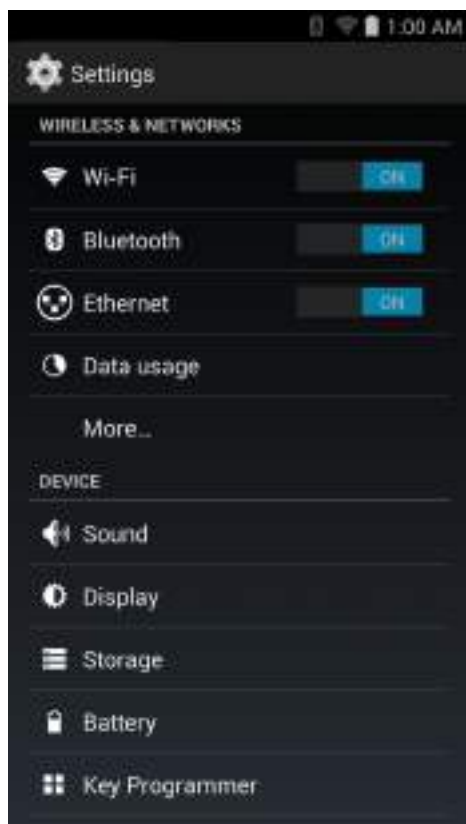 1:00 AM
Settings
WIRELESS & NETWORKS
Wi-Fi ON
Bluetooth ON
Ethernet ON
Data usage
More...
DEVICE
Sound
Display
Storage
Battery
Key Programmer